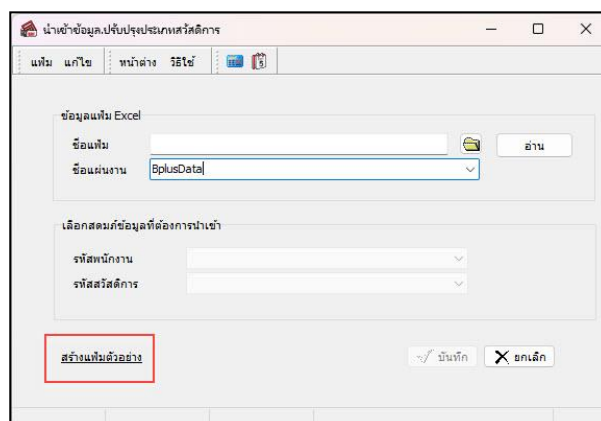 นำเข้าข้อมูล.ปรับปรุงประเภทสวัสดิการ
แฟ้ม แก้ไข หน้าต่าง วิธีใช้
ข้อมูลแฟ้ม Excel
ชื่อแฟ้ม อ่าน
ชื่อแผ่นงาน BplusData
เลือกสดมภ์ข้อมูลที่ต้องการนำเข้า
รหัสพนักงาน
รหัสสวัสดิการ
สร้างแฟ้มตัวอย่าง บันทึก ยกเลิก